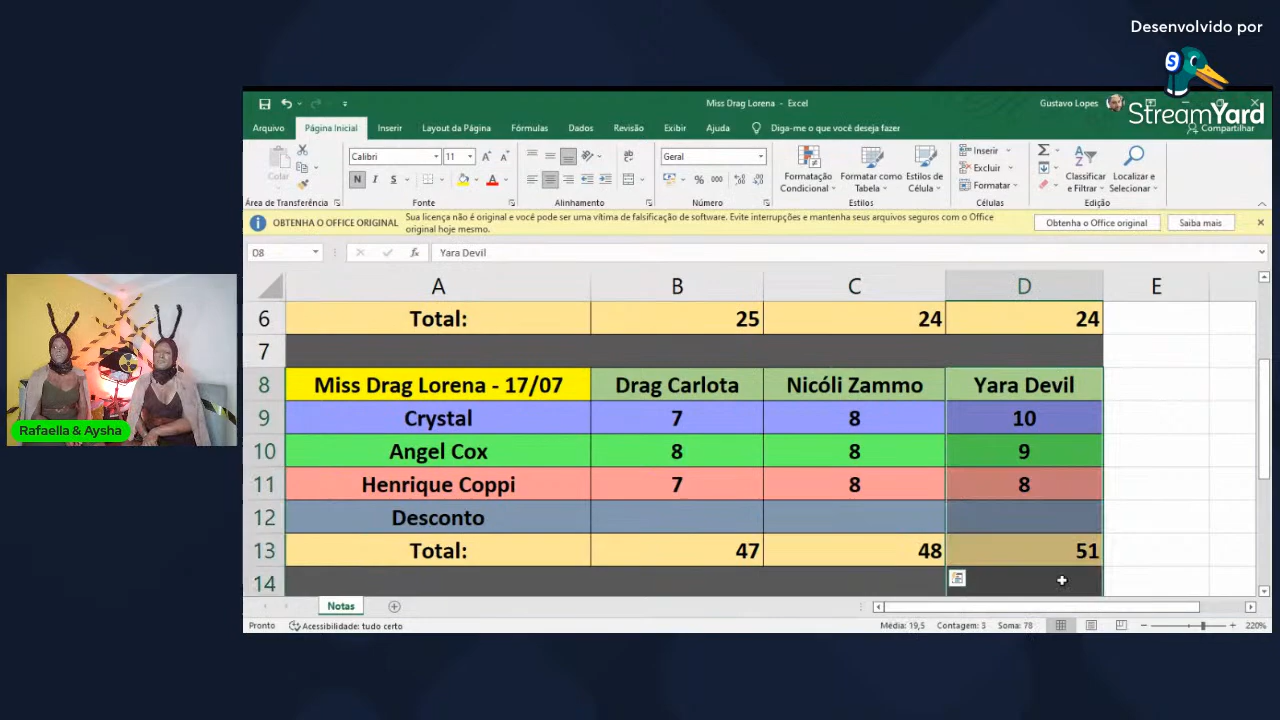 Desenvolvido por
StreamYard
Miss Drag Lorena - Excel
Gustavo Lopes
Arquivo Página Inicial Inserir Layout da Página Fórmulas Dados Revisão Exibir Ajuda Diga-me o que você deseja fazer Compartilhar
Colar
Calibri 11
Geral
N I S
% 000
Formatação Condicional
Formatar como Tabela
Estilos de Célula
Inserir
Excluir
Formatar
Classificar e Filtrar
Localizar e Selecionar
Área de Transferência Fonte Alinhamento Número Estilos Células Edição
OBTENHA O OFFICE ORIGINAL Sua licença não é original e você pode ser uma vítima de falsificação de software. Evite interrupções e mantenha seus arquivos seguros com o Office
original hoje mesmo.
Obtenha o Office original Saiba mais
O8 fx Yara Devil
A B C D E
6 Total: 25 24 24
7
8 Miss Drag Lorena - 17/07 Drag Carlota Nicóli Zammo Yara Devil
9 Crystal 7 8 10
10 Angel Cox 8 8 9
11 Henrique Coppi 7 8 8
12 Desconto
13 Total: 47 48 51
14
Rafaella & Aysha
Notas
Pronto Acessibilidade: tudo certo Média: 19,5 Contagem: 3 Soma: 78 220%